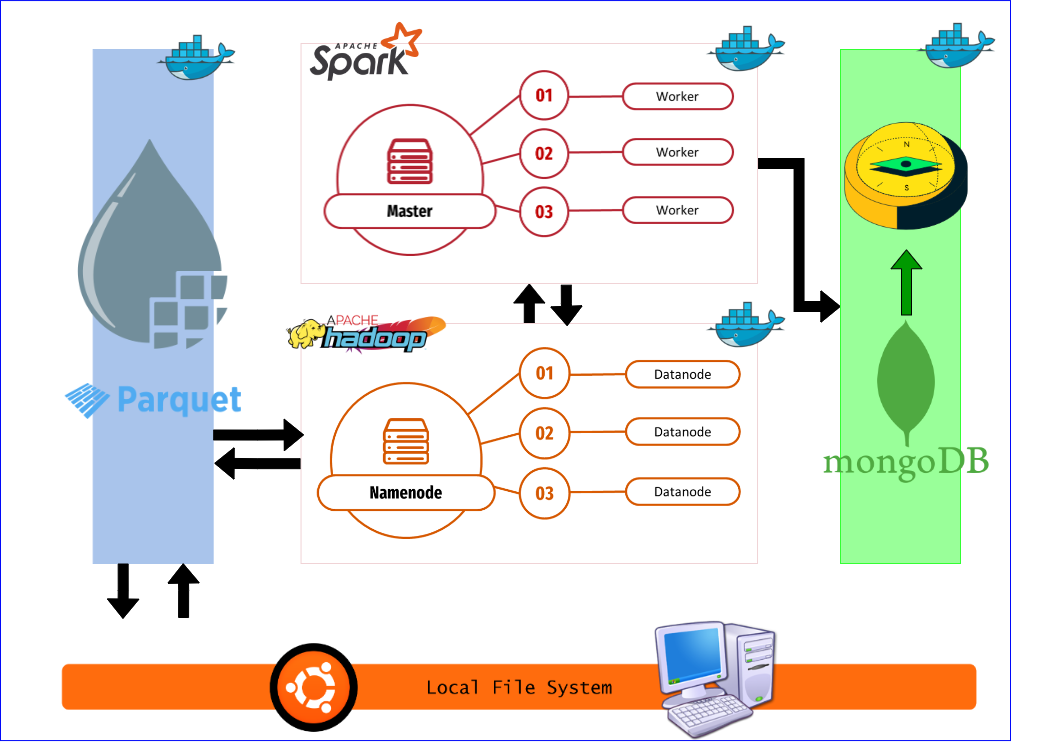 APACHE
Spark
01
Worker
02
Worker
Master
03
Worker
N
S
APACHE
hadoop
01
Datanode
02
Datanode
Namenode
03
Datanode
Parquet
mongoDB
Local File System